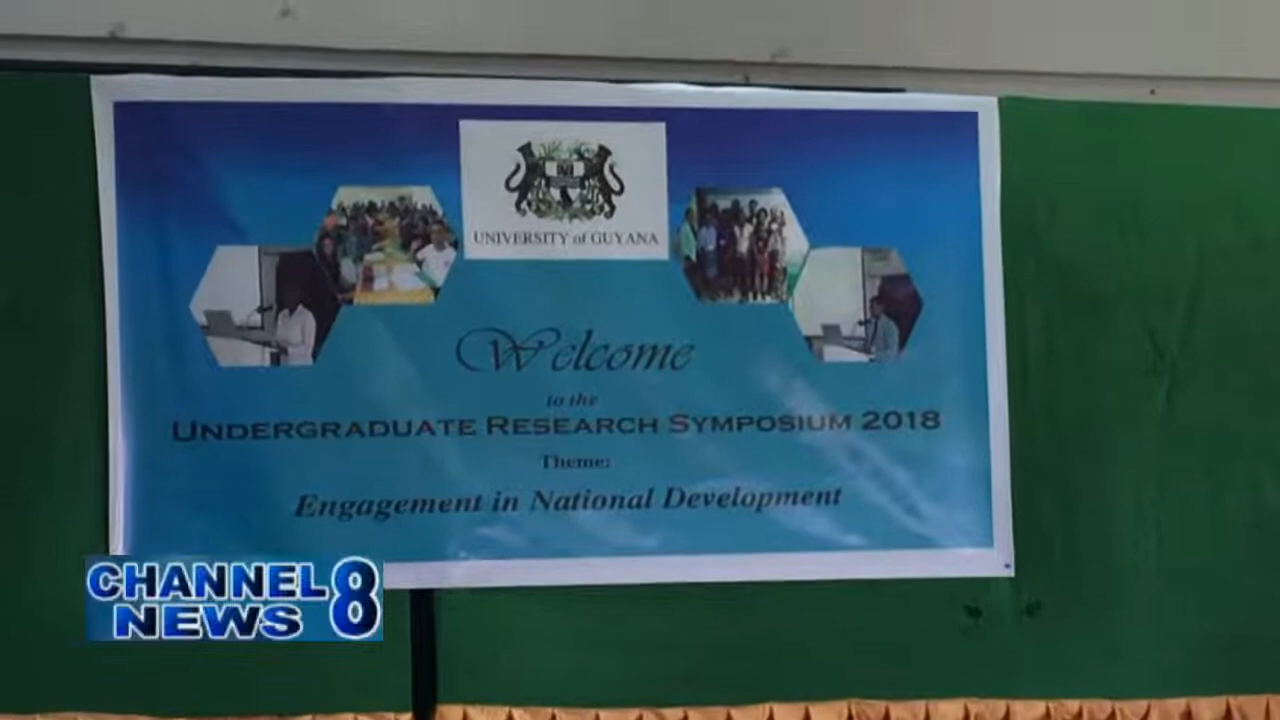 UNIVERSITY of GUYANA
Welcome
to the
UNDERGRADUATE RESEARCH SYMPOSIUM 2018
Theme:
Engagement in National Development
CHANNEL 8
NEWS